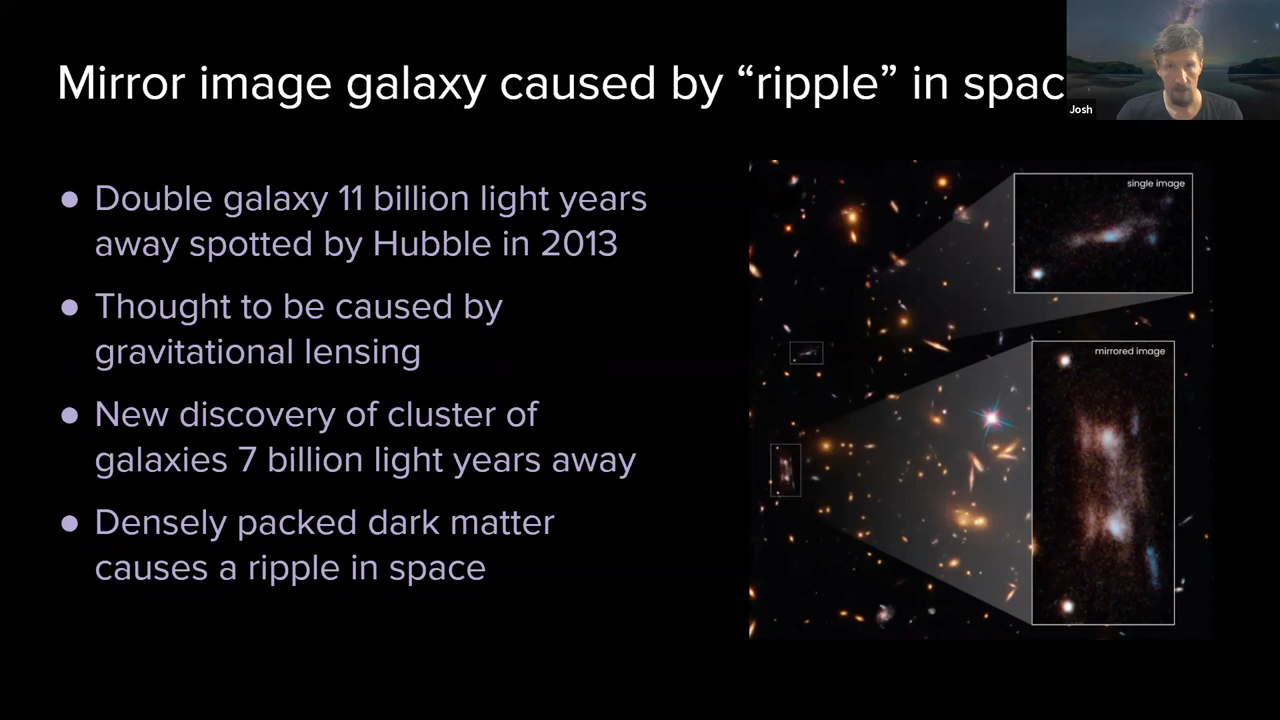 Mirror image galaxy caused by “ripple” in spac
Josh
● Double galaxy 11 billion light years
away spotted by Hubble in 2013
● Thought to be caused by
gravitational lensing
● New discovery of cluster of
galaxies 7 billion light years away
● Densely packed dark matter
causes a ripple in space
single image
mirrored image